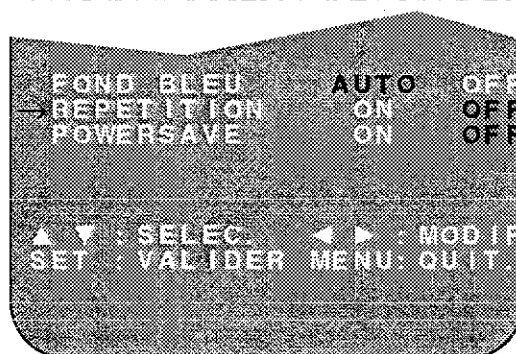 FOND BLEU AUTO OFF
→REPETITION ON OFF
POWERSAVE ON OFF
▲ ▼ : SELEC. ◄ ► : MODIF
SET : VALIDER MENU: QUIT